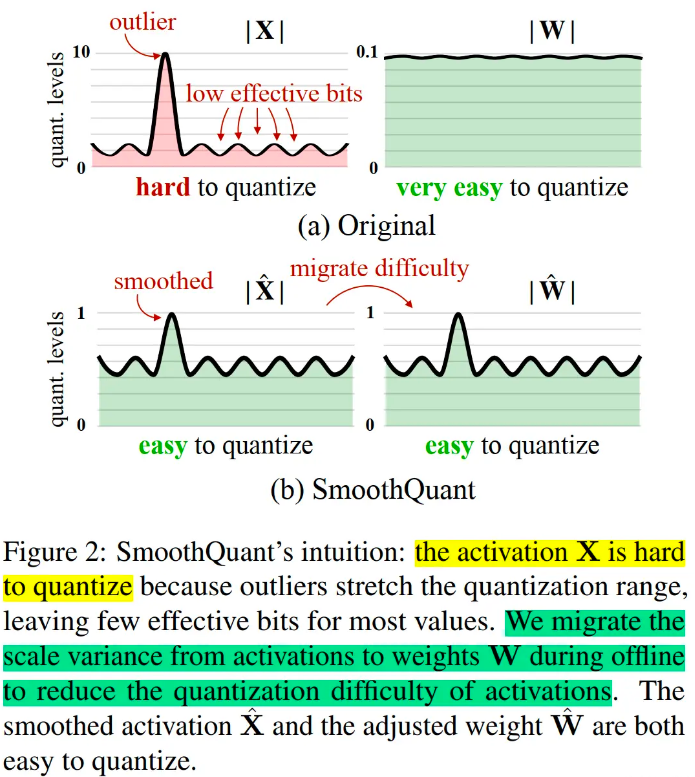 outlier
|X|
|W|
10
0.1
quant. levels
low effective bits
0
0
hard to quantize
very easy to quantize
(a) Original
smoothed
|X̂|
migrate difficulty
|Ŵ|
1
1
quant. levels
0
0
easy to quantize
easy to quantize
(b) SmoothQuant
Figure 2: SmoothQuant's intuition: the activation X is hard
to quantize because outliers stretch the quantization range,
leaving few effective bits for most values. We migrate the
scale variance from activations to weights W during offline
to reduce the quantization difficulty of activations. The
smoothed activation X̂ and the adjusted weight Ŵ are both
easy to quantize.